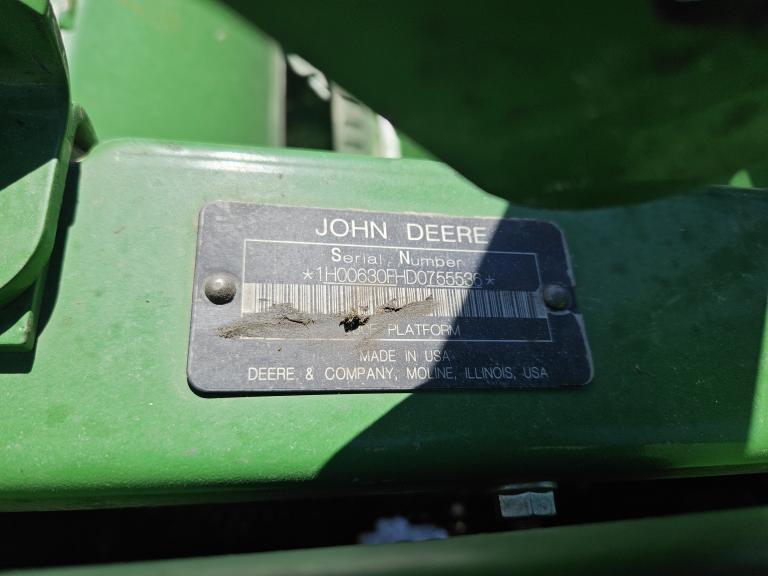 JOHN DEERE
Serial Number
*1H00630FHD0755536*
PLATFORM
MADE IN USA
DEERE & COMPANY, MOLINE, ILLINOIS, USA